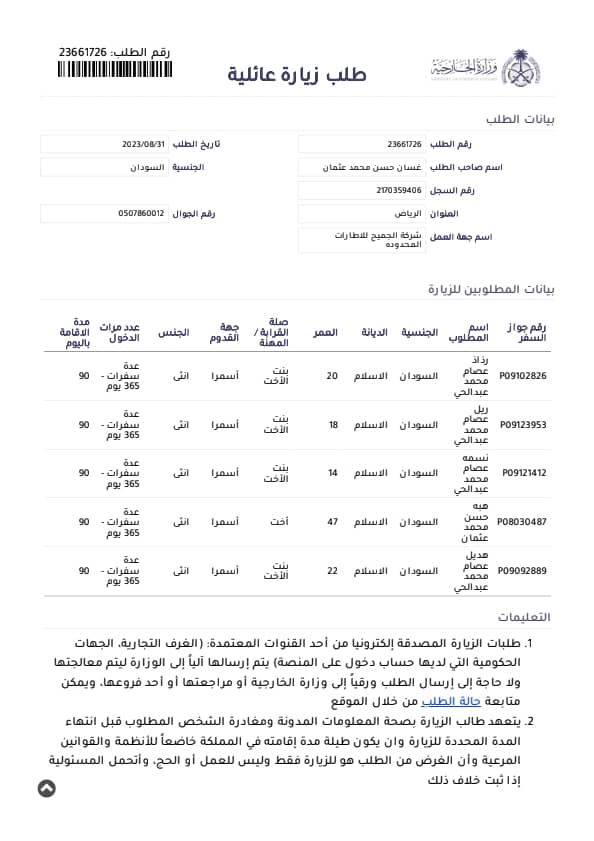 رقم الطلب: 23661726
وزارة الخارجية
طلب زيارة عائلية
بيانات الطلب
رقم الطلب 23661726 تاريخ الطلب 2023/08/31
اسم صاحب الطلب غسان حسن محمد عثمان الجنسية السودان
رقم السجل 2170359406
العنوان الرياض رقم الجوال 0507860012
اسم جهة العمل شركة الجميح للاطارات
المحدوده
بيانات المطلوبين للزيارة
رقم جواز السفر اسم المطلوب الجنسية الديانة العمر صلة القرابة / المهنة جهة القدوم الجنس عدد مرات الدخول مدة الاقامة باليوم
P09102826 رذاذ عصام محمد عبدالحي السودان الاسلام 20 بنت الأخت أسمرا انثى عدة سفرات - 365 يوم 90
P09123953 ريل عصام محمد عبدالحي السودان الاسلام 18 بنت الأخت أسمرا انثى عدة سفرات - 365 يوم 90
P09121412 نسمه عصام محمد عبدالحي السودان الاسلام 14 بنت الأخت أسمرا انثى عدة سفرات - 365 يوم 90
P08030487 هبه حسن محمد عثمان السودان الاسلام 47 أخت أسمرا انثى عدة سفرات - 365 يوم 90
P09092889 هديل عصام محمد عبدالحي السودان الاسلام 22 بنت الأخت أسمرا انثى عدة سفرات - 365 يوم 90
التعليمات
1. طلبات الزيارة المصدقة إلكترونيا من أحد القنوات المعتمدة: (الغرف التجارية، الجهات
الحكومية التي لديها حساب دخول على المنصة) يتم إرسالها آلياً إلى الوزارة ليتم معالجتها
ولا حاجة إلى إرسال الطلب ورقياً إلى وزارة الخارجية أو مراجعتها أو أحد فروعها، ويمكن
متابعة حالة الطلب من خلال الموقع
2. يتعهد طالب الزيارة بصحة المعلومات المدونة ومغادرة الشخص المطلوب قبل انتهاء
المدة المحددة للزيارة وان يكون طيلة مدة إقامته في المملكة خاضعاً للأنظمة والقوانين
المرعية وأن الغرض من الطلب هو للزيارة فقط وليس للعمل أو الحج، وأتحمل المسئولية
إذا ثبت خلاف ذلك